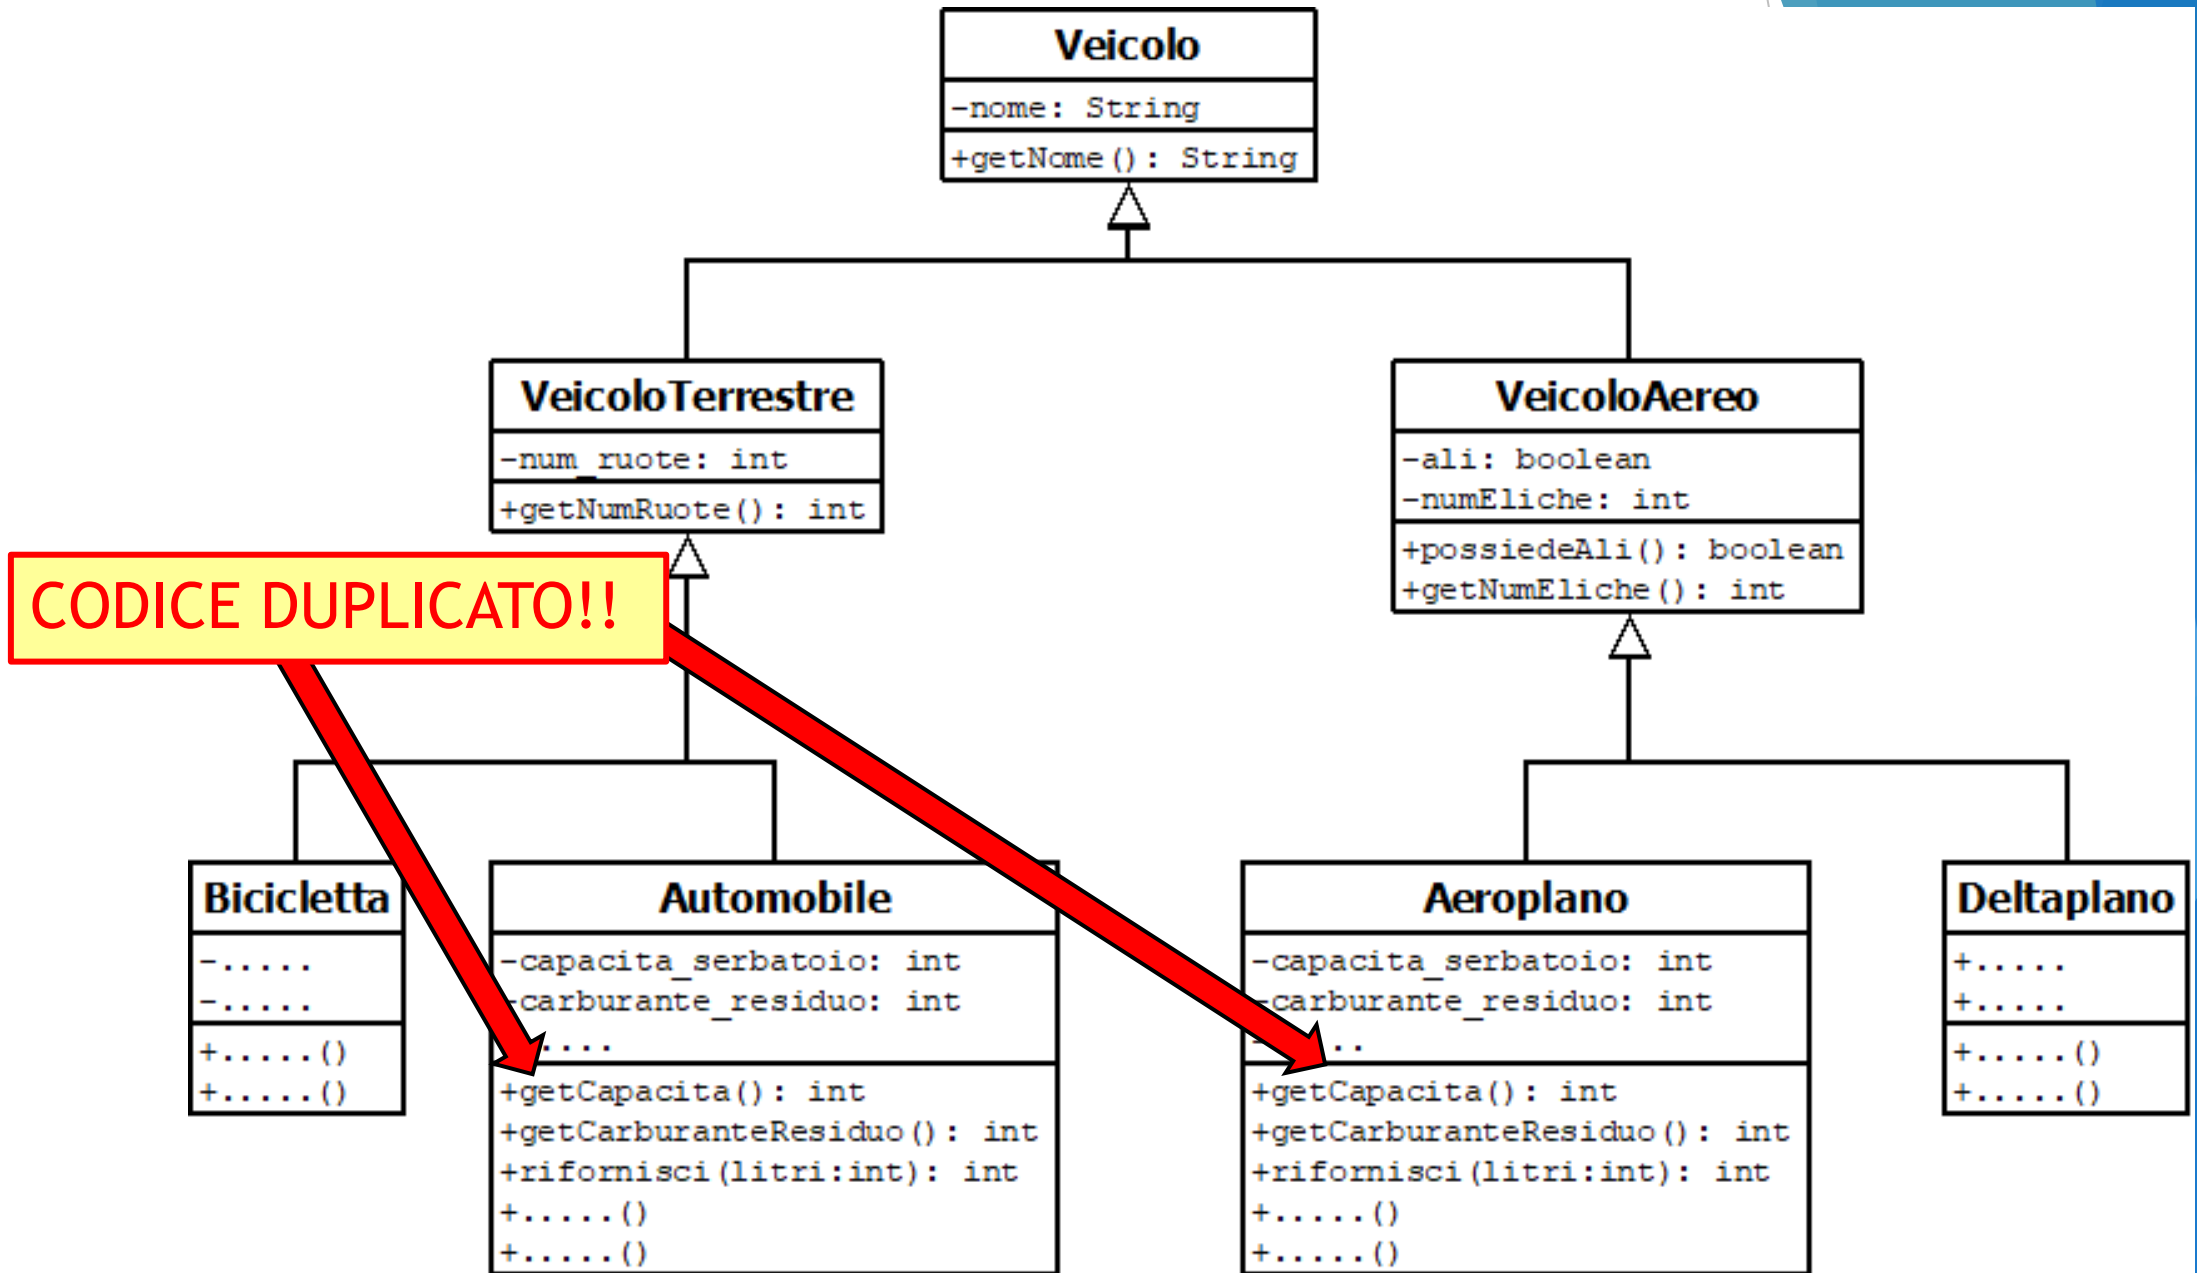 Veicolo
-nome: String
+getNome(): String
VeicoloTerrestre
-num_ruote: int
+getNumRuote(): int
VeicoloAereo
-ali: boolean
-numEliche: int
+possiedeAli(): boolean
+getNumEliche(): int
CODICE DUPLICATO!!
Bicicletta
-.....
-.....
+.....()
+.....()
Automobile
-capacita_serbatoio: int
-carburante_residuo: int
....
+getCapacita(): int
+getCarburanteResiduo(): int
+rifornisci(litri:int): int
+.....()
+.....()
Aeroplano
-capacita_serbatoio: int
-carburante_residuo: int
-..
+getCapacita(): int
+getCarburanteResiduo(): int
+rifornisci(litri:int): int
+.....()
+.....()
Deltaplano
+.....
+.....
+.....()
+.....()